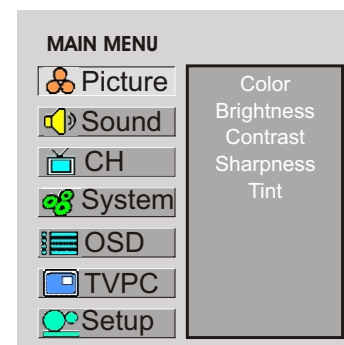 MAIN MENU
Picture
Sound
CH
System
OSD
TVPC
Setup
Color
Brightness
Contrast
Sharpness
Tint